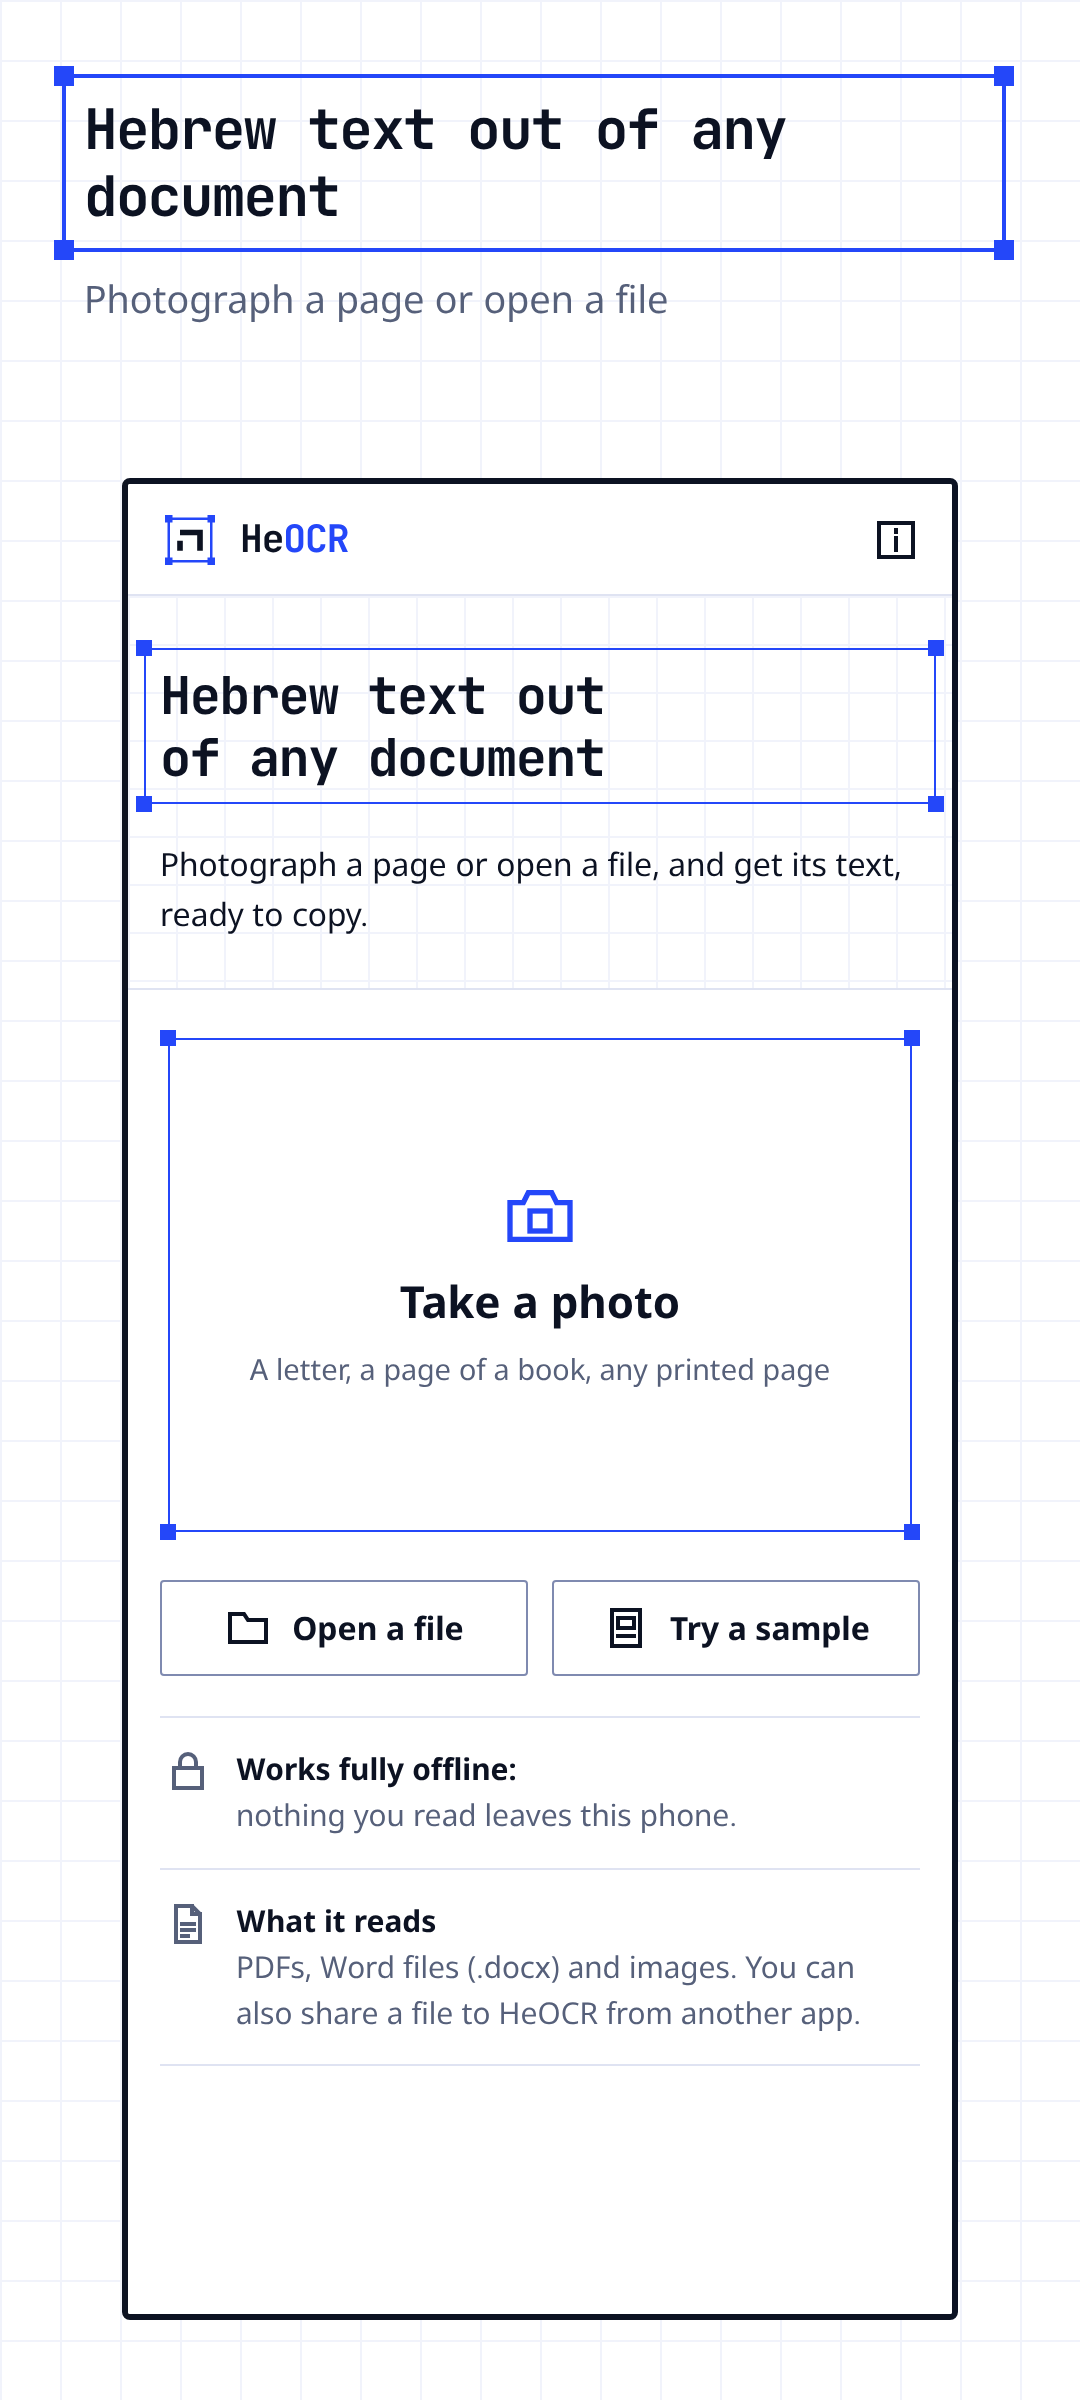 Hebrew text out of any
document
Photograph a page or open a file
HeOCR
Hebrew text out
of any document
Photograph a page or open a file, and get its text,
ready to copy.
Take a photo
A letter, a page of a book, any printed page
Open a file
Try a sample
Works fully offline:
nothing you read leaves this phone.
What it reads
PDFs, Word files (.docx) and images. You can
also share a file to HeOCR from another app.